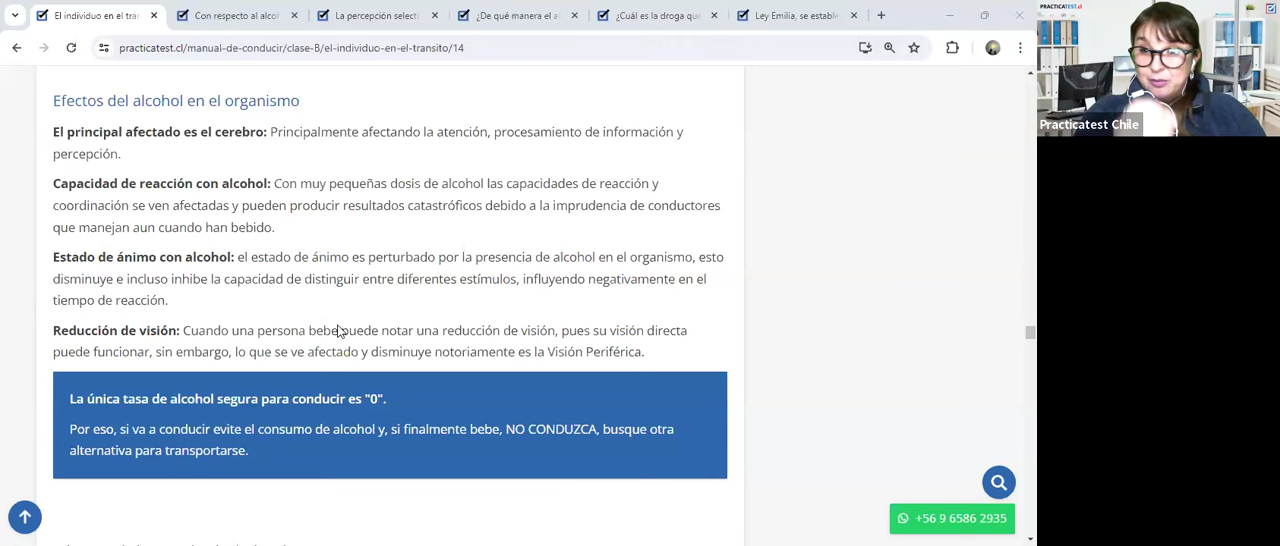 El individuo en el trán
Con respecto al alcoh
La percepción selecti
¿De qué manera el a
¿Cuál es la droga qu
Ley Emilia, se estable
practicatest.cl/manual-de-conducir/clase-B/el-individuo-en-el-transito/14
PRACTICATEST.cl
Practicatest Chile
Efectos del alcohol en el organismo
El principal afectado es el cerebro: Principalmente afectando la atención, procesamiento de información y
percepción.
Capacidad de reacción con alcohol: Con muy pequeñas dosis de alcohol las capacidades de reacción y
coordinación se ven afectadas y pueden producir resultados catastróficos debido a la imprudencia de conductores
que manejan aun cuando han bebido.
Estado de ánimo con alcohol: el estado de ánimo es perturbado por la presencia de alcohol en el organismo, esto
disminuye e incluso inhibe la capacidad de distinguir entre diferentes estímulos, influyendo negativamente en el
tiempo de reacción.
Reducción de visión: Cuando una persona bebe puede notar una reducción de visión, pues su visión directa
puede funcionar, sin embargo, lo que se ve afectado y disminuye notoriamente es la Visión Periférica.
La única tasa de alcohol segura para conducir es "0".
Por eso, si va a conducir evite el consumo de alcohol y, si finalmente bebe, NO CONDUZCA, busque otra
alternativa para transportarse.
+56 9 6586 2935